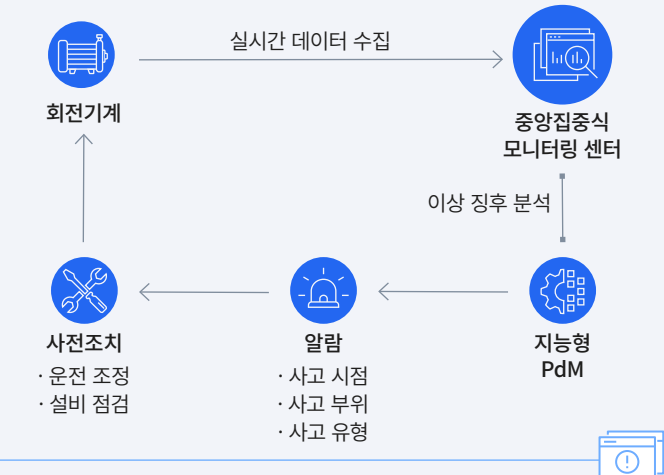 실시간 데이터 수집
회전기계
중앙집중식
모니터링 센터
이상 징후 분석
사전조치
· 운전 조정
· 설비 점검
알람
· 사고 시점
· 사고 부위
· 사고 유형
지능형
PdM